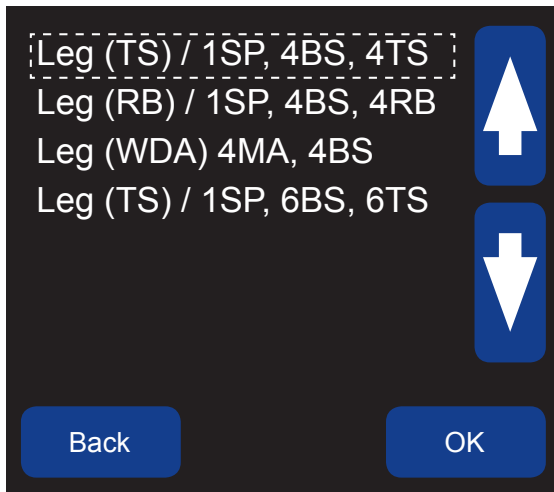 Leg (TS) / 1SP, 4BS, 4TS
Leg (RB) / 1SP, 4BS, 4RB
Leg (WDA) 4MA, 4BS
Leg (TS) / 1SP, 6BS, 6TS
Back
OK